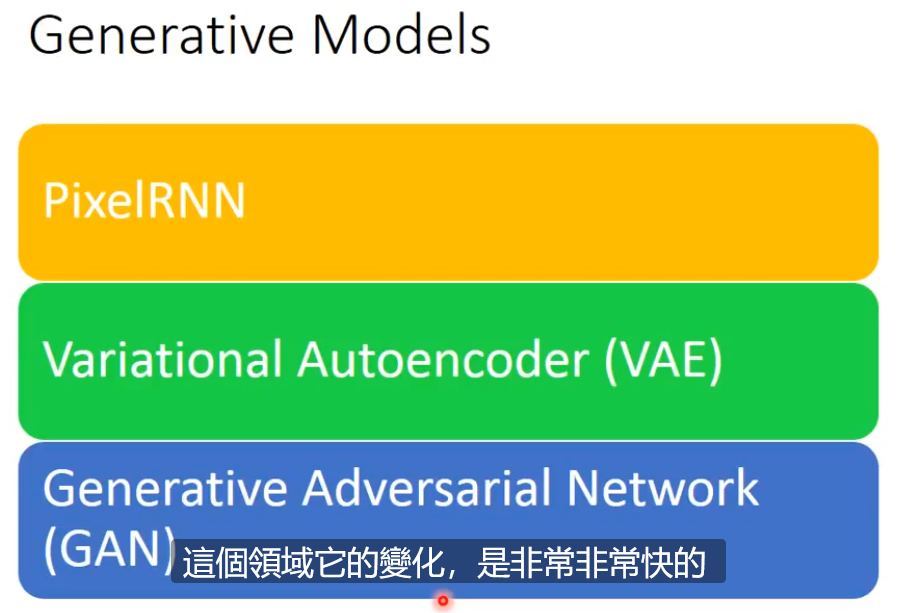 Generative Models
PixelRNN
Variational Autoencoder (VAE)
Generative Adversarial Network
(GAN)
這個領域它的變化，是非常非常快的